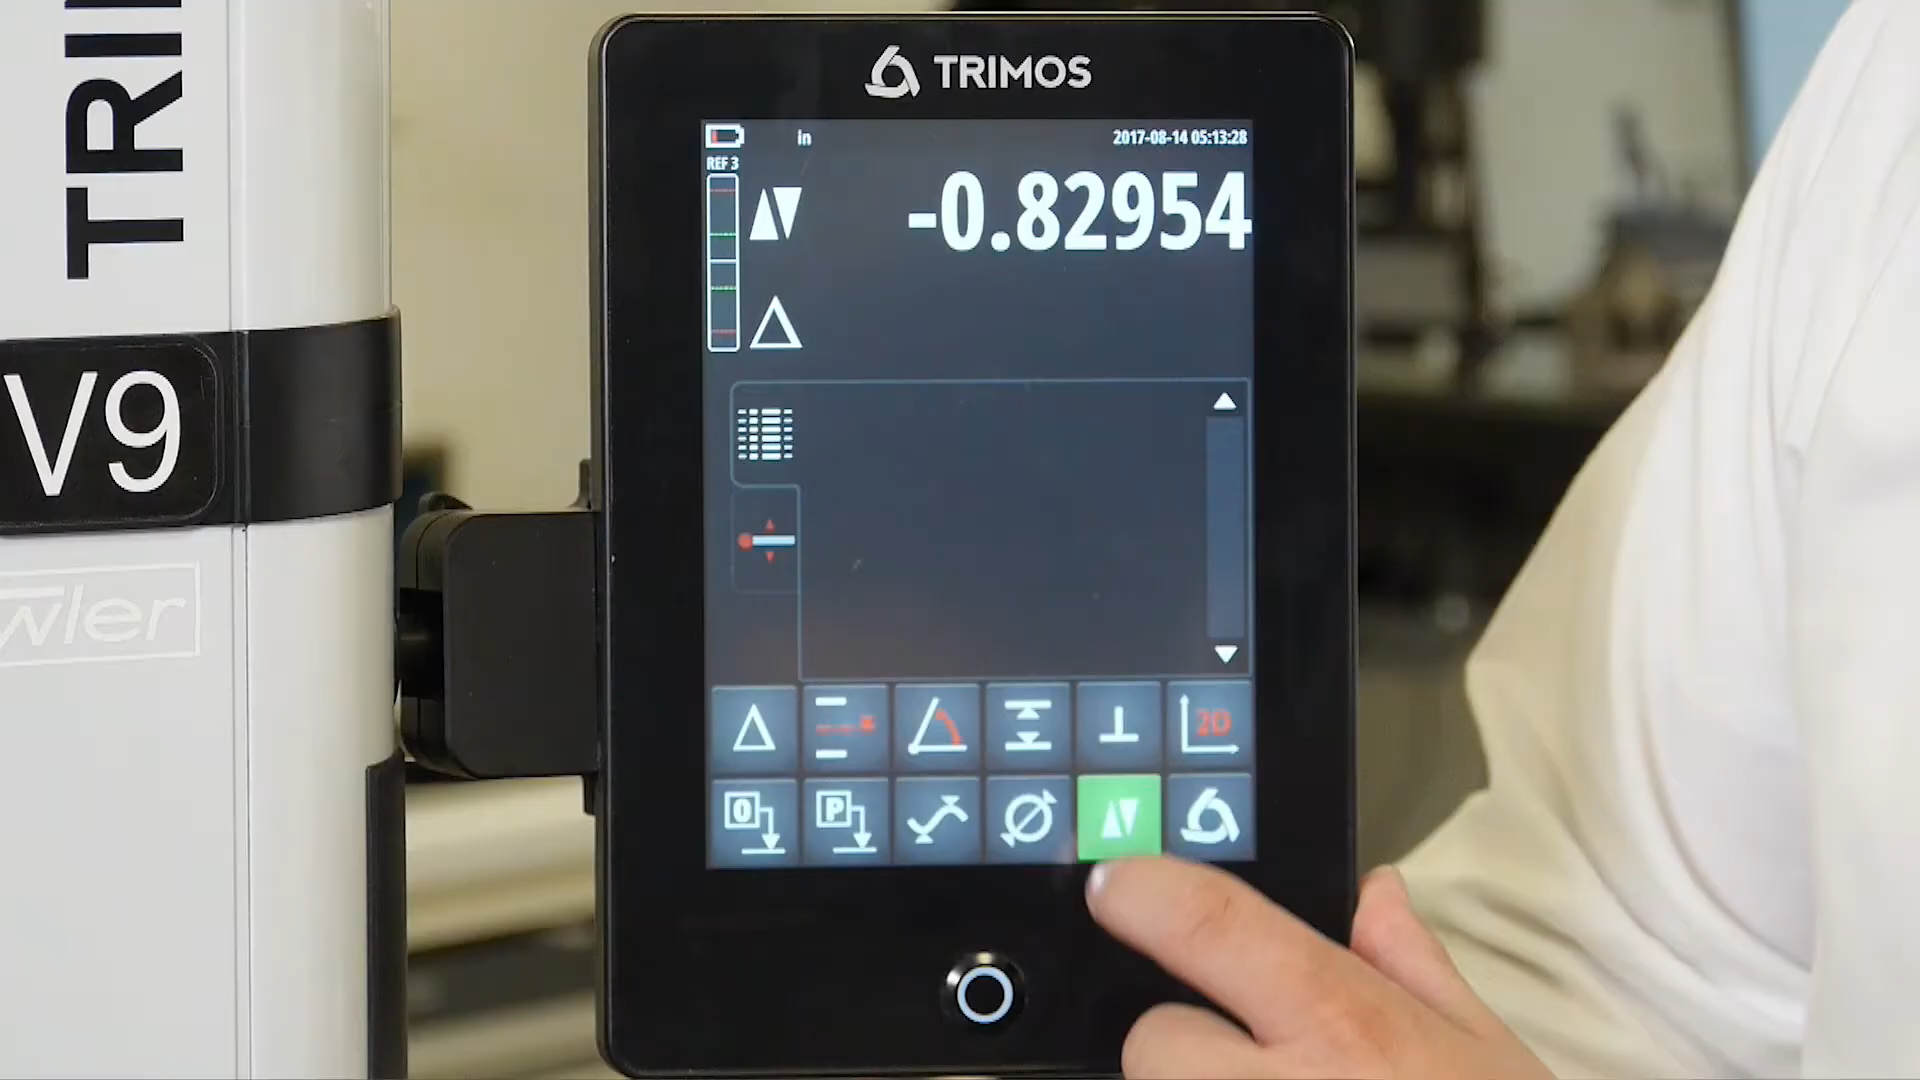 TRIMOS
in
2017-08-14 05:13:28
REF 3
-0.82954
TRI
V9
wler
2D
0
P